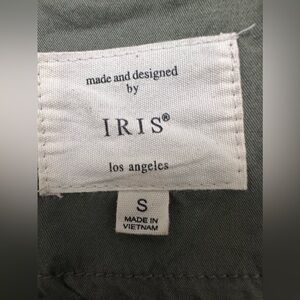 made and designed
by
IRIS®
los angeles
S
MADE IN
VIETNAM